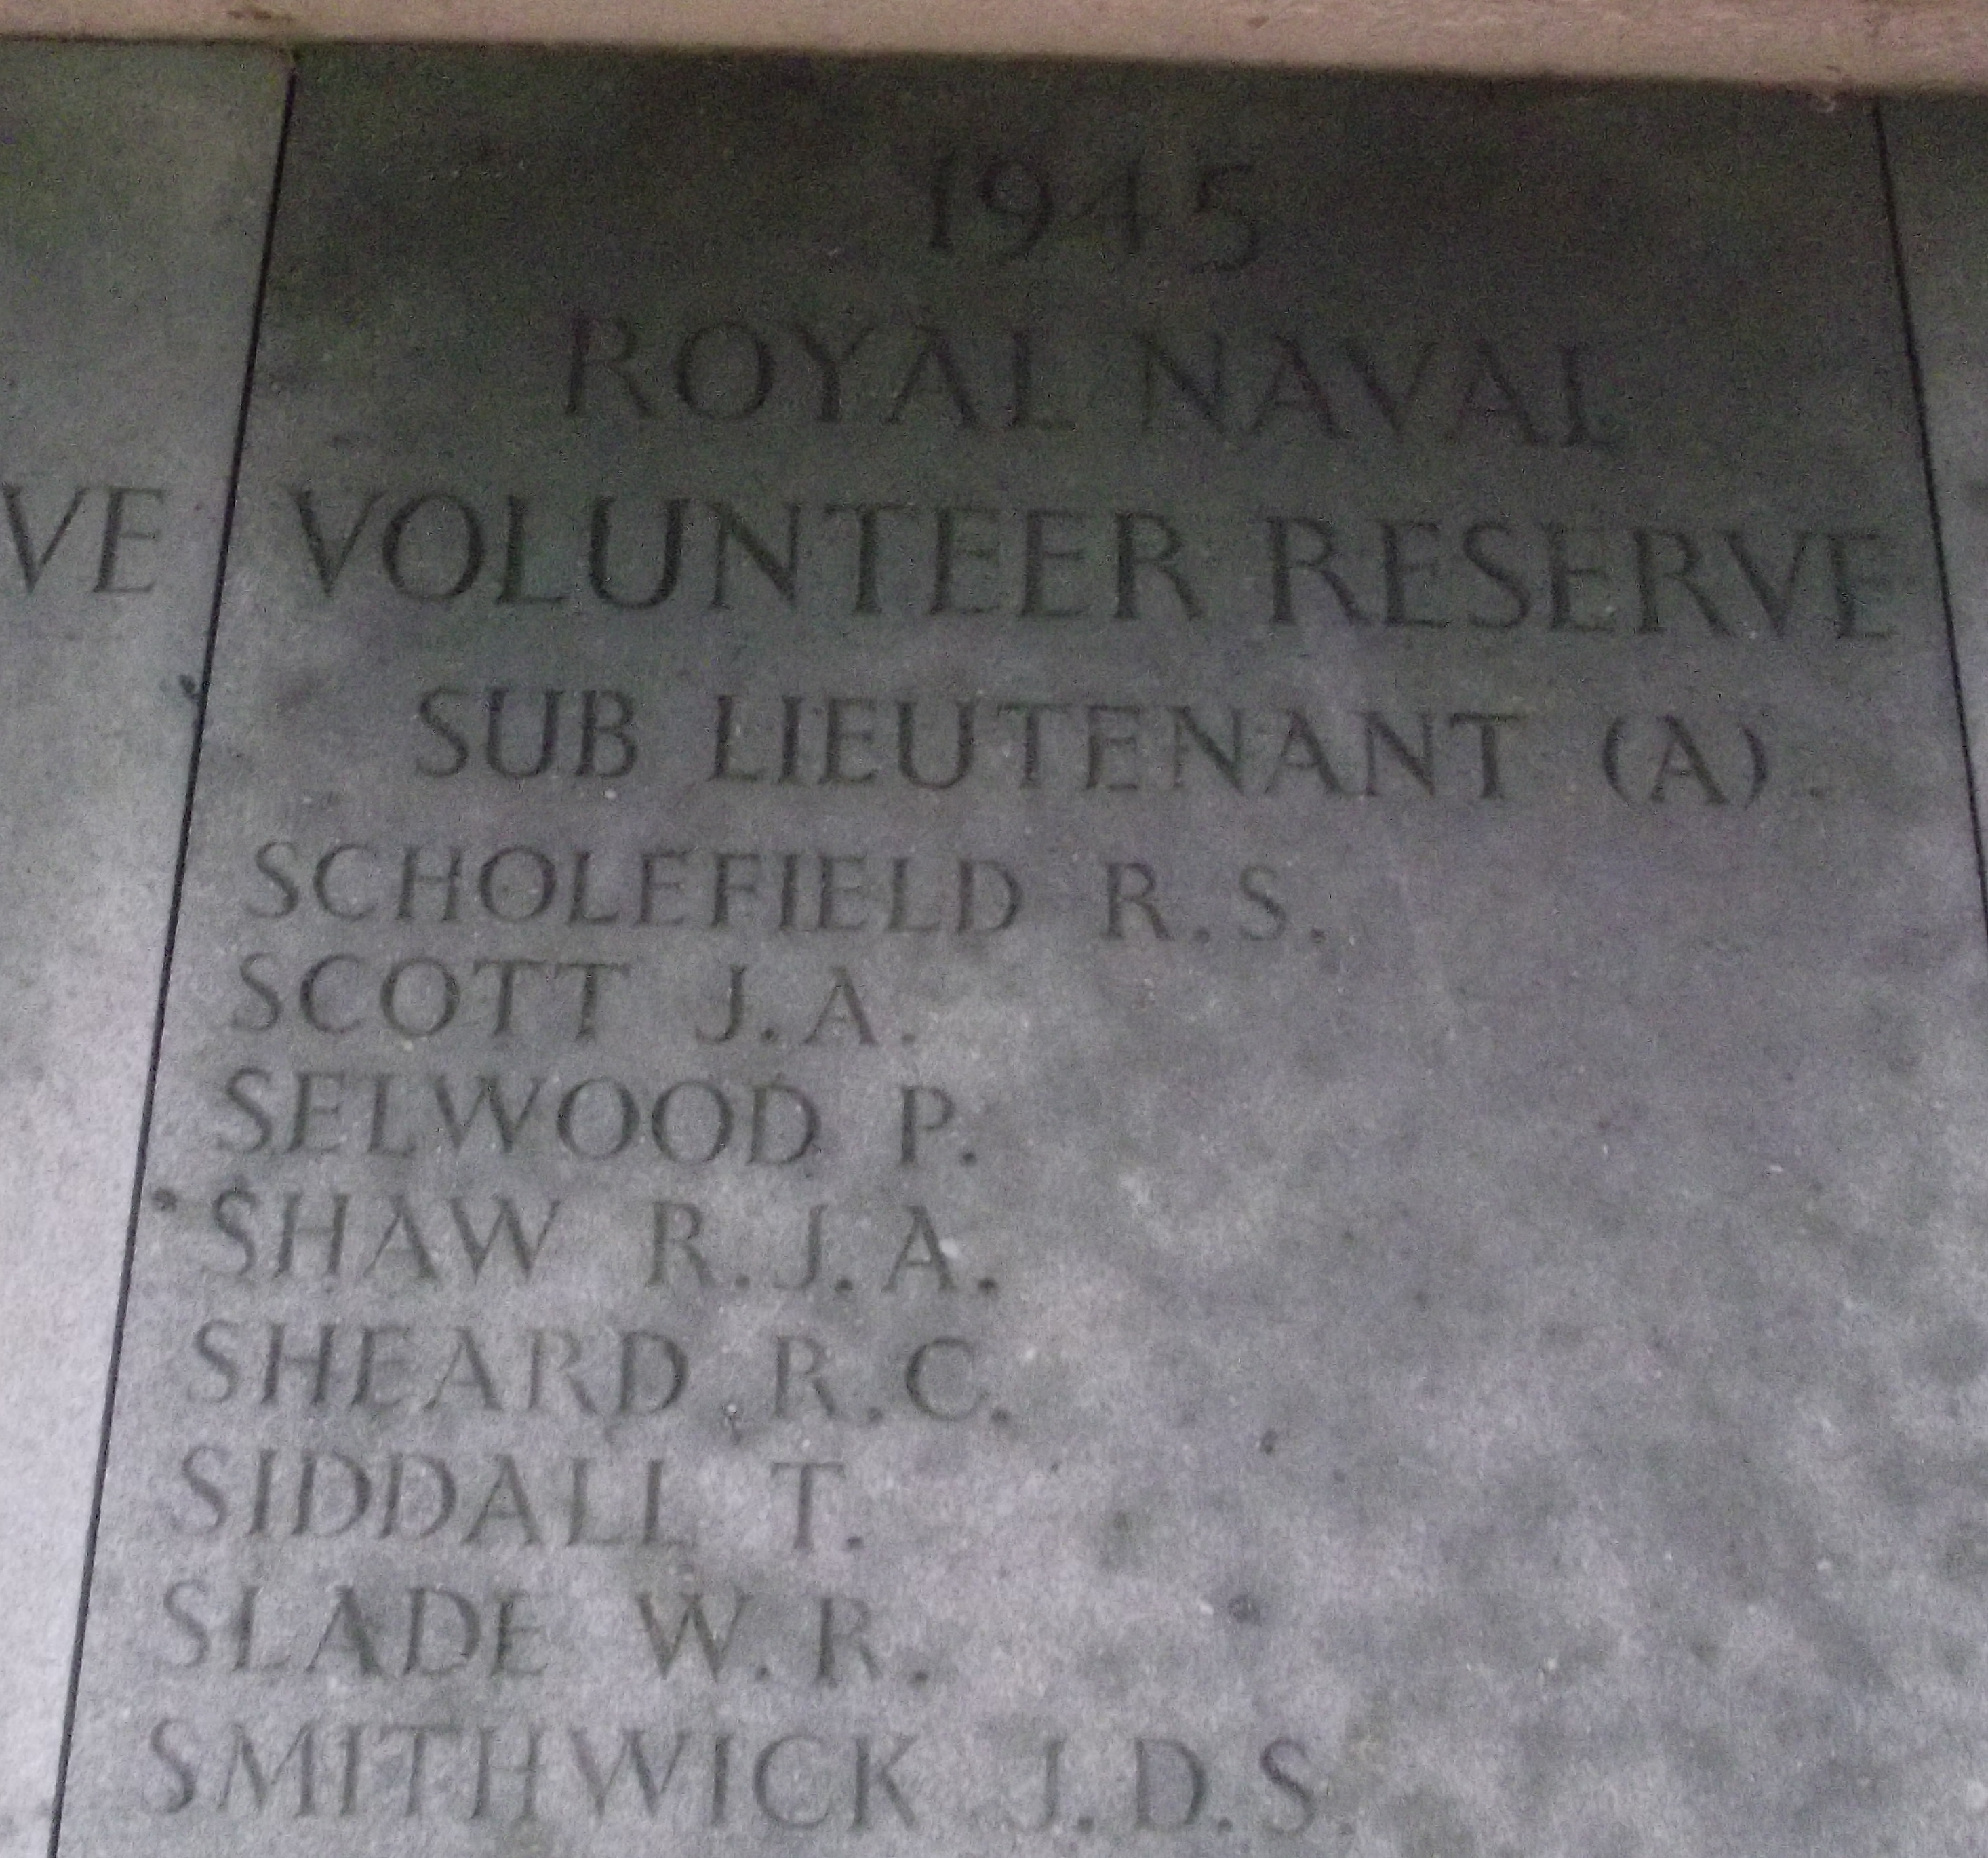 1945
ROYAL NAVAL
VE
VOLUNTEER RESERVE
SUB LIEUTENANT (A).
SCHOLEFIELD R.S.
SCOTT J.A.
SELWOOD P.
SHAW R.J.A.
SHEARD R.C.
SIDDALL T.
SLADE W.R.
SMITHWICK J.D.S.